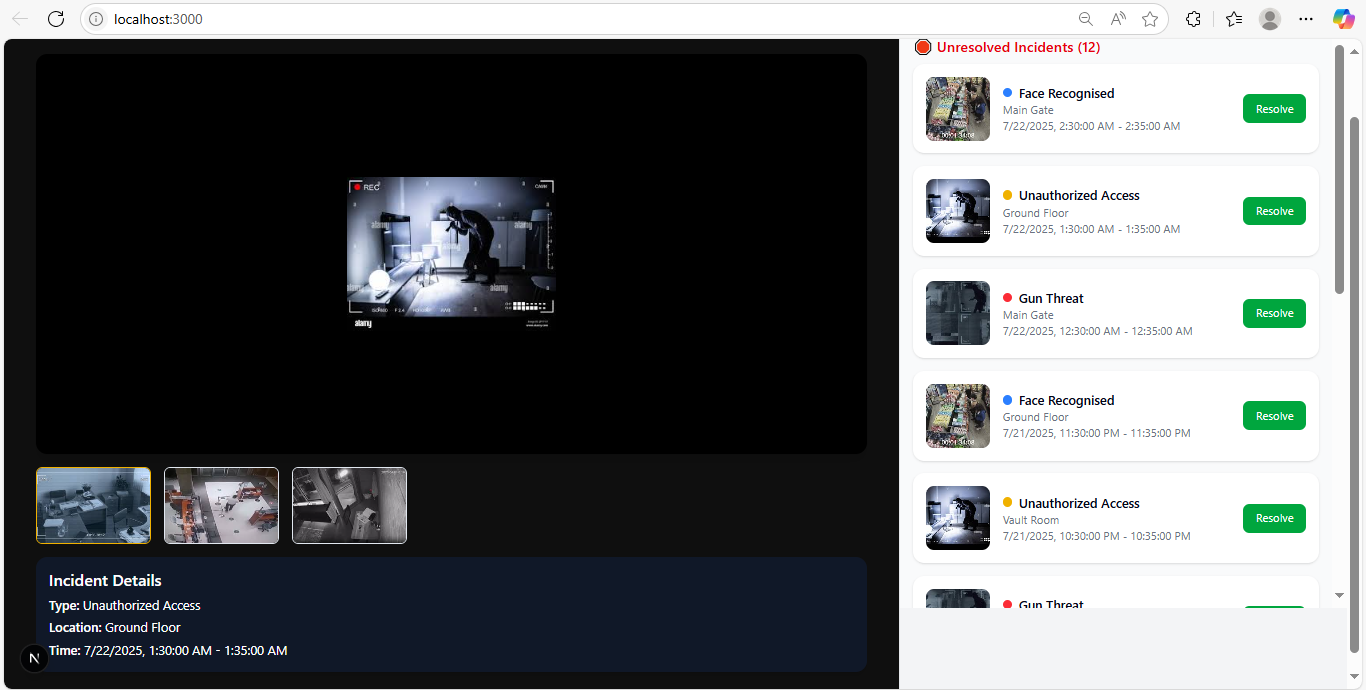 localhost:3000
REC
alamy
alamy
alamy
alamy
alamy
alamy
Incident Details
Type: Unauthorized Access
Location: Ground Floor
Time: 7/22/2025, 1:30:00 AM - 1:35:00 AM
N
Unresolved Incidents (12)
Face Recognised
Main Gate
7/22/2025, 2:30:00 AM - 2:35:00 AM
Resolve
Unauthorized Access
Ground Floor
7/22/2025, 1:30:00 AM - 1:35:00 AM
Resolve
Gun Threat
Main Gate
7/22/2025, 12:30:00 AM - 12:35:00 AM
Resolve
Face Recognised
Ground Floor
7/21/2025, 11:30:00 PM - 11:35:00 PM
Resolve
Unauthorized Access
Vault Room
7/21/2025, 10:30:00 PM - 10:35:00 PM
Resolve
Gun Threat